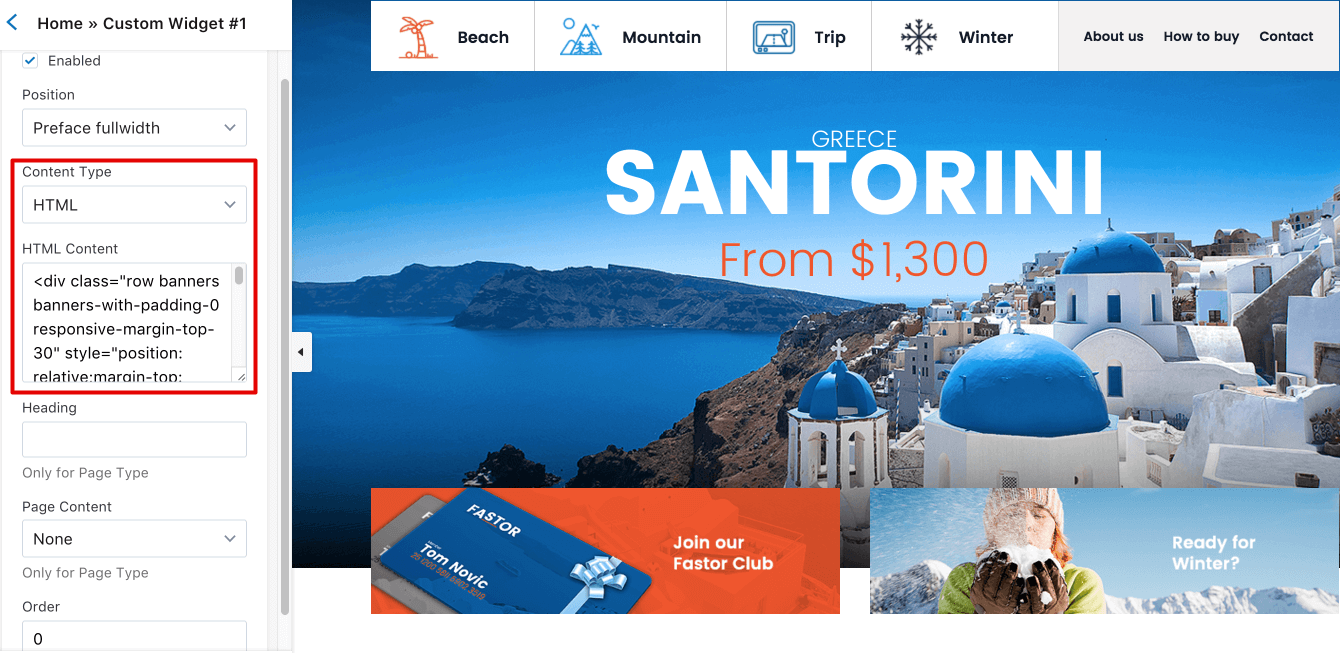 Home » Custom Widget #1
Enabled
Position
Preface fullwidth
Content Type
HTML
HTML Content
<div class="row banners
banners-with-padding-0
responsive-margin-top-
30" style="position:
relative;margin-top:
Heading
Only for Page Type
Page Content
None
Only for Page Type
Order
0
Beach
Mountain
Trip
Winter
About us
How to buy
Contact
GREECE
SANTORINI
From $1,300
FASTOR
Tom Novic
Join our
Fastor Club
Ready for
Winter?